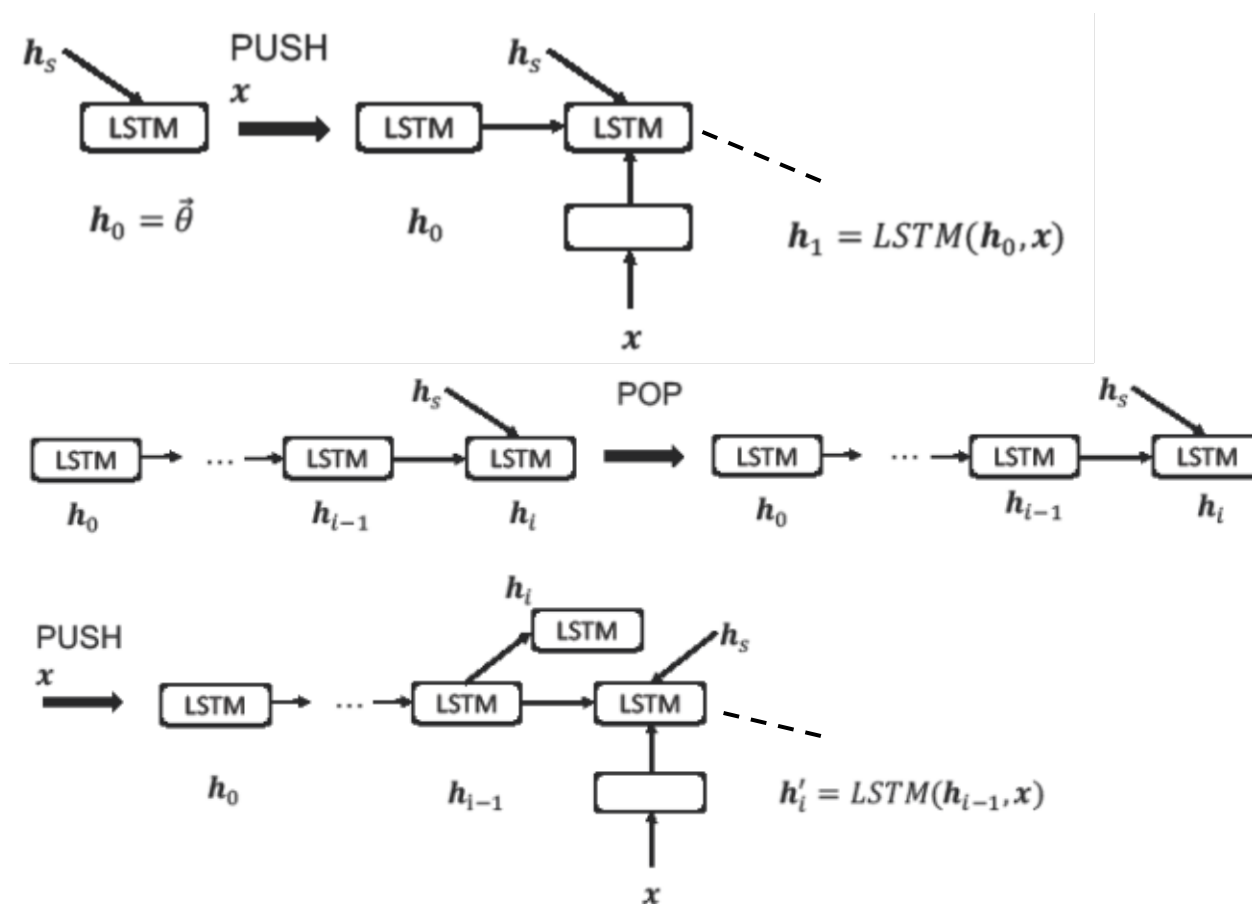 h_s PUSH h_s
LSTM x LSTM LSTM
h_0 = \vec{θ} h_0 h_1 = LSTM(h_0, x)
x
h_s POP h_s
LSTM ... LSTM LSTM LSTM ... LSTM LSTM
h_0 h_{i-1} h_i h_0 h_{i-1} h_i
h_i
PUSH LSTM h_s
x LSTM ... LSTM LSTM
h_0 h_{i-1} h'_i = LSTM(h_{i-1}, x)
x